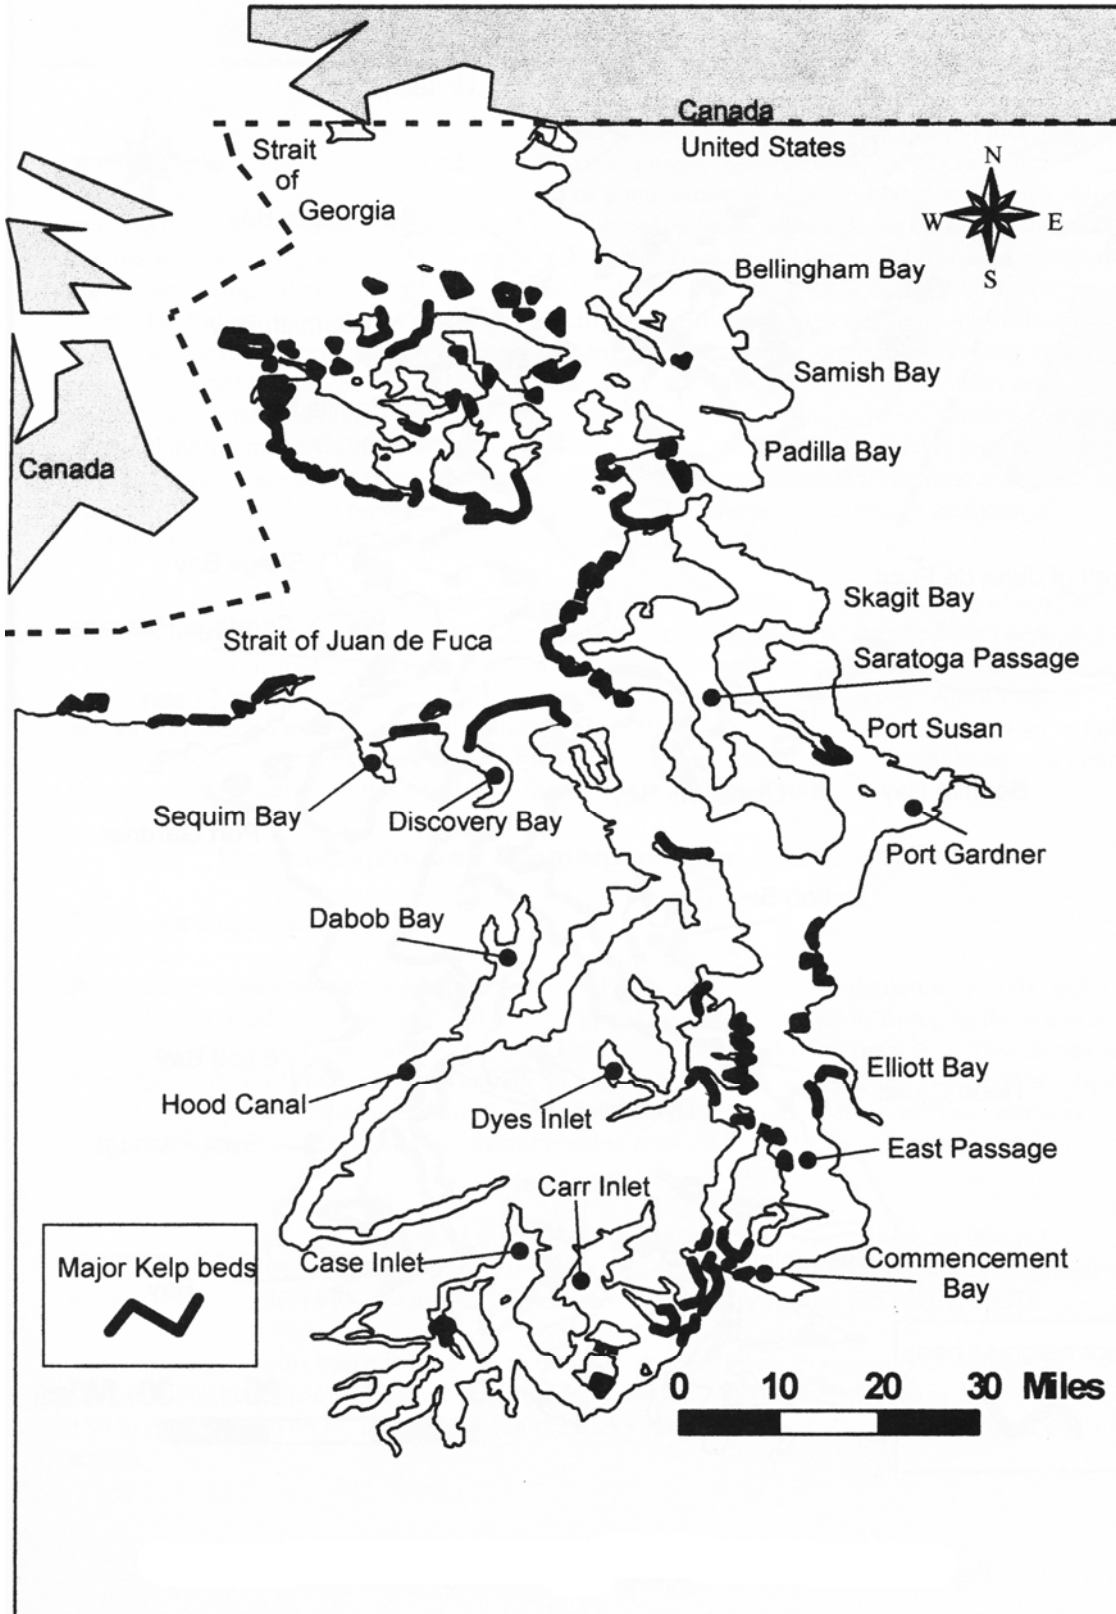 Canada
United States
Strait
of
Georgia
N
W E
S
Bellingham Bay
Samish Bay
Padilla Bay
Canada
Skagit Bay
Strait of Juan de Fuca
Saratoga Passage
Port Susan
Sequim Bay
Discovery Bay
Port Gardner
Dabob Bay
Elliott Bay
Hood Canal
Dyes Inlet
East Passage
Carr Inlet
Case Inlet
Commencement
Bay
Major Kelp beds
0 10 20 30 Miles